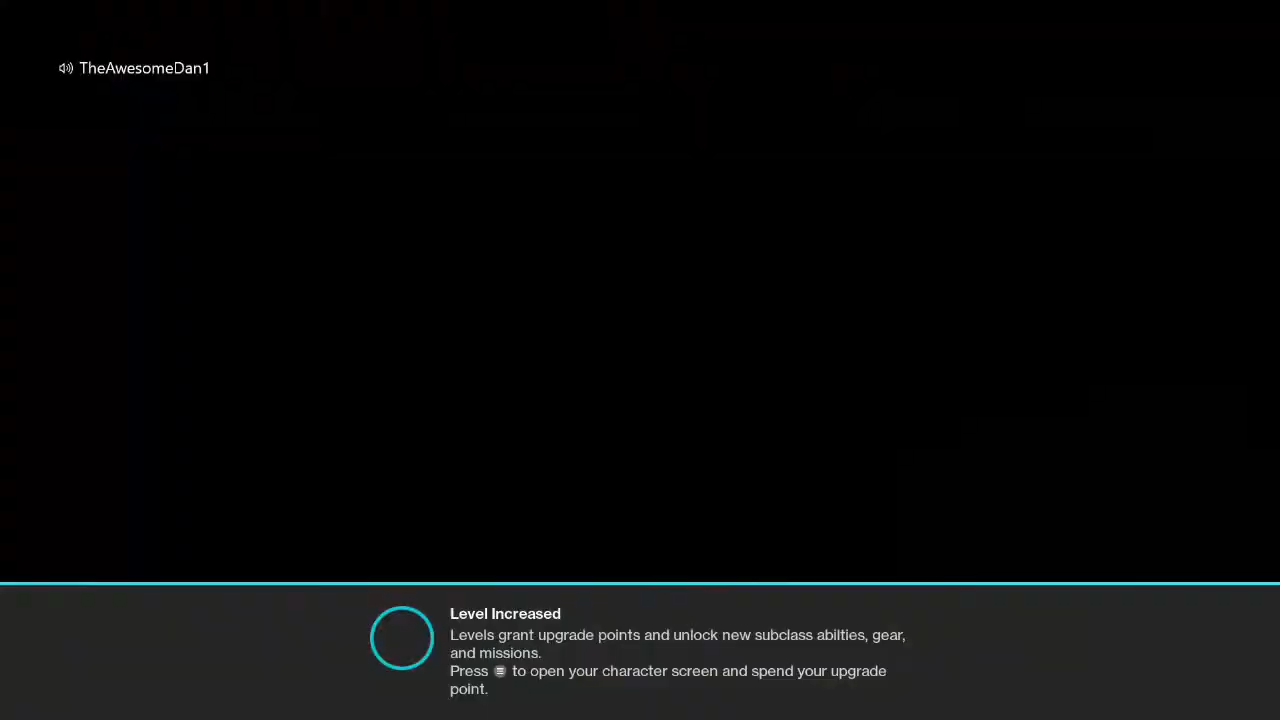 TheAwesomeDan1
Level Increased
Levels grant upgrade points and unlock new subclass abilties, gear,
and missions.
Press to open your character screen and spend your upgrade
point.